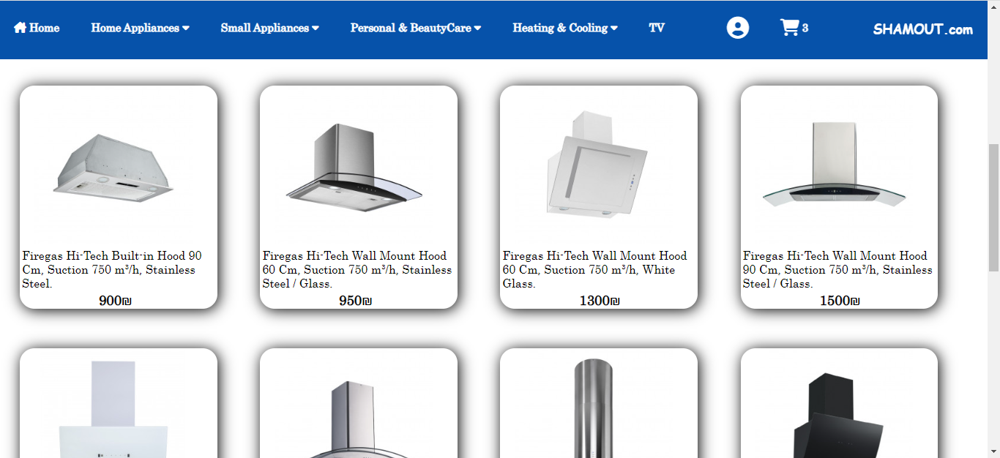 Home Home Appliances Small Appliances Personal & BeautyCare Heating & Cooling TV 3 SHAMOUT.com
Firegas Hi-Tech Built-in Hood 90
Cm, Suction 750 m³/h, Stainless
Steel.
900₪
Firegas Hi-Tech Wall Mount Hood
60 Cm, Suction 750 m³/h, Stainless
Steel / Glass.
950₪
Firegas Hi-Tech Wall Mount Hood
60 Cm, Suction 750 m³/h, White
Glass.
1300₪
Firegas Hi-Tech Wall Mount Hood
90 Cm, Suction 750 m³/h, Stainless
Steel / Glass.
1500₪